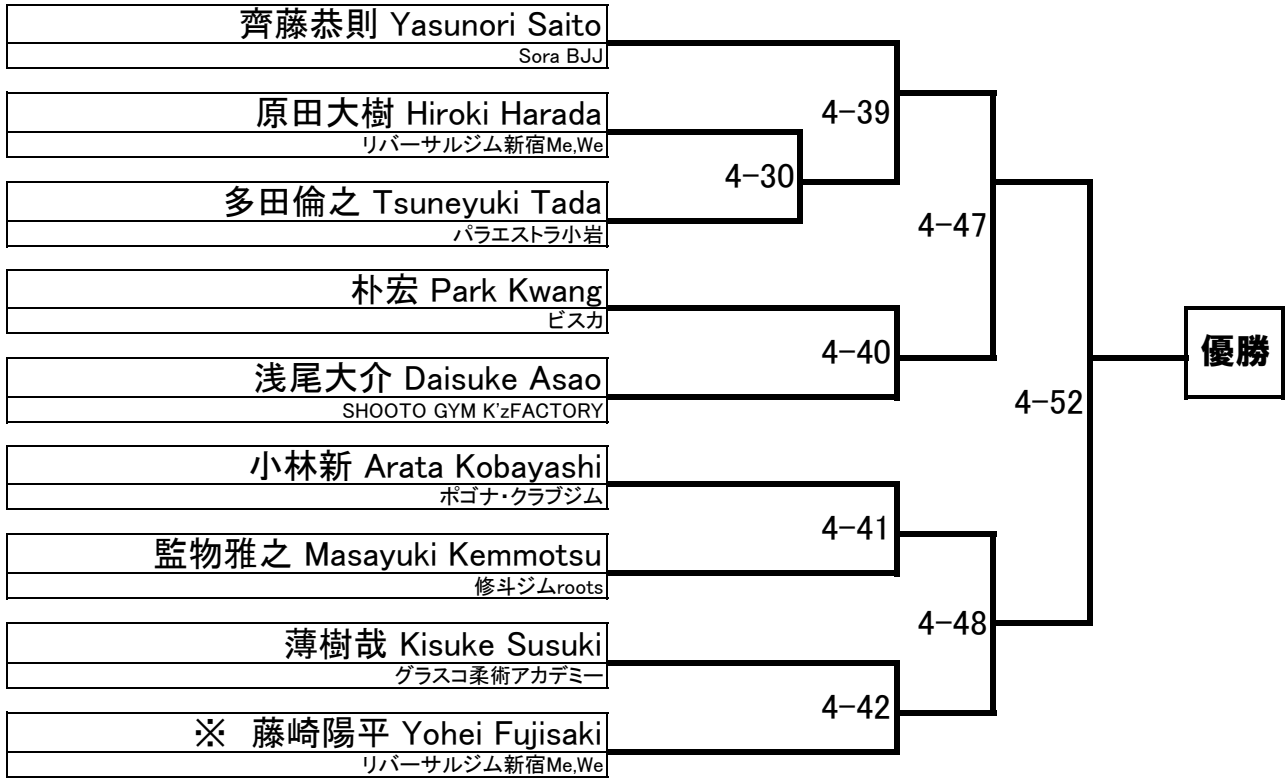 齊藤恭則 Yasunori Saito
Sora BJJ
原田大樹 Hiroki Harada
リバーサルジム新宿Me,We
4-39
4-30
多田倫之 Tsuneyuki Tada
パラエストラ小岩
4-47
朴宏 Park Kwang
ビスカ
4-40
優勝
浅尾大介 Daisuke Asao
SHOOTO GYM K'zFACTORY
4-52
小林新 Arata Kobayashi
ポゴナ・クラブジム
4-41
監物雅之 Masayuki Kemmotsu
修斗ジムroots
4-48
薄樹哉 Kisuke Susuki
グラスコ柔術アカデミー
4-42
※ 藤崎陽平 Yohei Fujisaki
リバーサルジム新宿Me,We